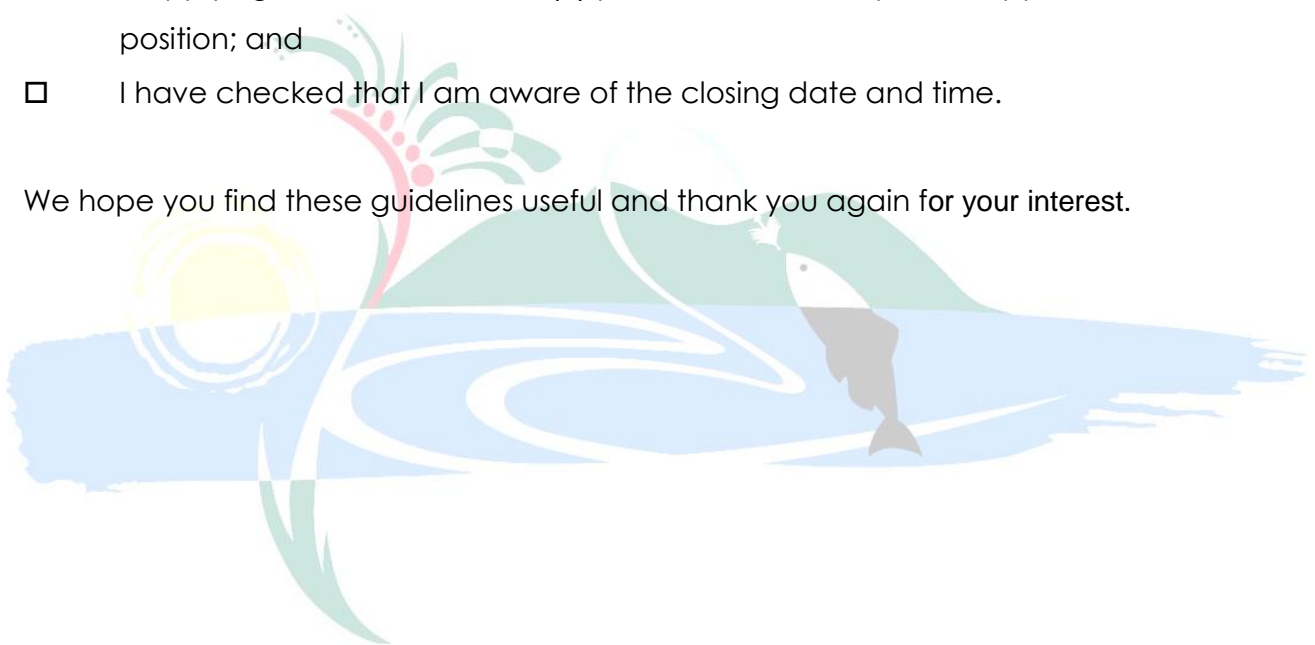 position; and
☐ I have checked that I am aware of the closing date and time.
We hope you find these guidelines useful and thank you again for your interest.